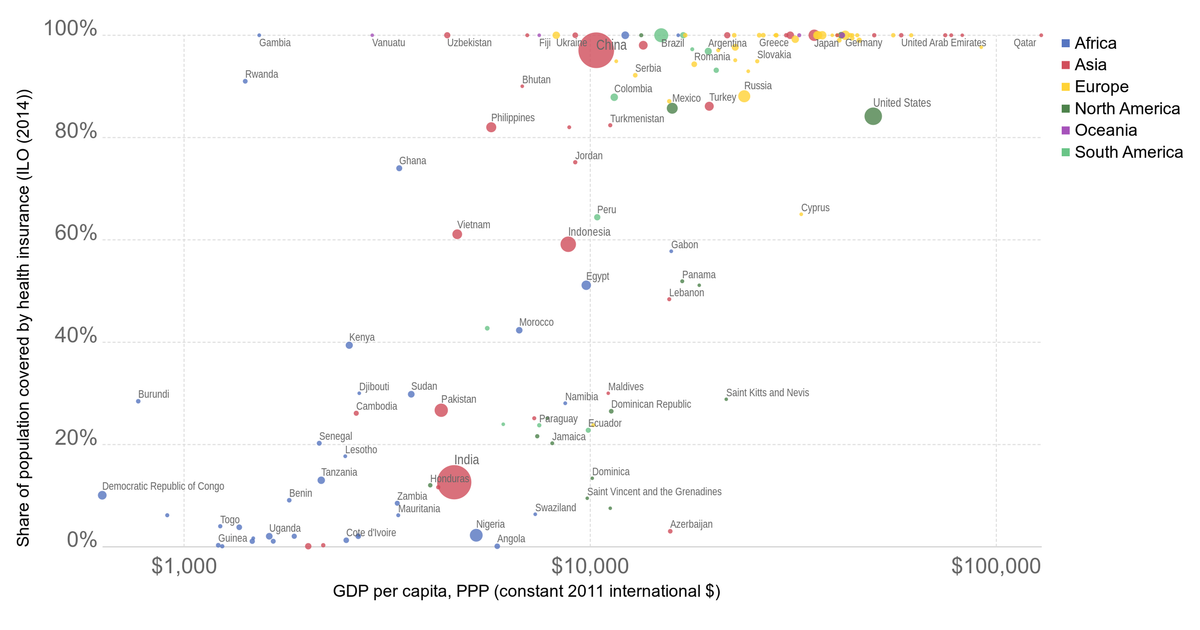 100%
Gambia
Vanuatu
Uzbekistan
Fiji
Ukraine
China
Brazil
Argentina
Greece
Japan
Germany
United Arab Emirates
Qatar
Africa
Asia
Europe
North America
Oceania
South America
Romania
Slovakia
Rwanda
Bhutan
Serbia
Colombia
Mexico
Turkey
Russia
United States
Philippines
Turkmenistan
80%
Ghana
Jordan
Peru
Cyprus
Vietnam
Indonesia
60%
Gabon
Egypt
Panama
Lebanon
Morocco
Kenya
40%
Burundi
Djibouti
Sudan
Maldives
Saint Kitts and Nevis
Cambodia
Pakistan
Namibia
Dominican Republic
Paraguay
Ecuador
Senegal
Jamaica
20%
Lesotho
India
Tanzania
Honduras
Dominica
Democratic Republic of Congo
Benin
Zambia
Saint Vincent and the Grenadines
Mauritania
Swaziland
Togo
Uganda
Nigeria
Azerbaijan
Guinea
Cote d'Ivoire
Angola
0%
$1,000
$10,000
$100,000
GDP per capita, PPP (constant 2011 international $)
Share of population covered by health insurance (ILO (2014))